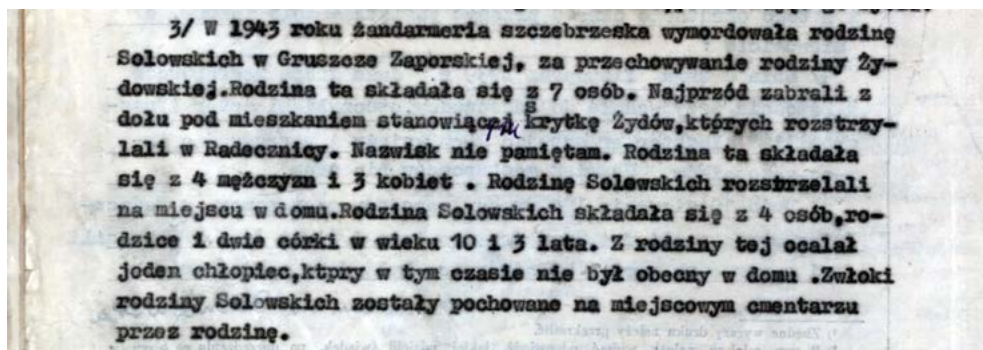 3/ W 1943 roku żandarmeria szczebrzeska wymordowała rodzinę
Solowskich w Gruszce Zaporskiej, za przechowywanie rodziny Ży-
dowskiej.Rodzina ta składała się z 7 osób. Najprzód zabrali z
dołu pod mieszkaniem stanowiącej skrytkę Żydów,których rozstrzy-
lali w Radecznicy. Nazwisk nie pamiętam. Rodzina ta składała
się z 4 mężczyzn i 3 kobiet . Rodzinę Solowskich rozstrzelali
na miejscu w domu.Rodzina Solowskich składała się z 4 osób,ro-
dzice i dwie córki w wieku 10 i 3 lata. Z rodziny tej ocalał
jeden chłopiec,ktpry w tym czasie nie był obecny w domu .Zwłoki
rodziny Solowskich zostały pochowane na miejscowym cmentarzu
przez rodzinę.